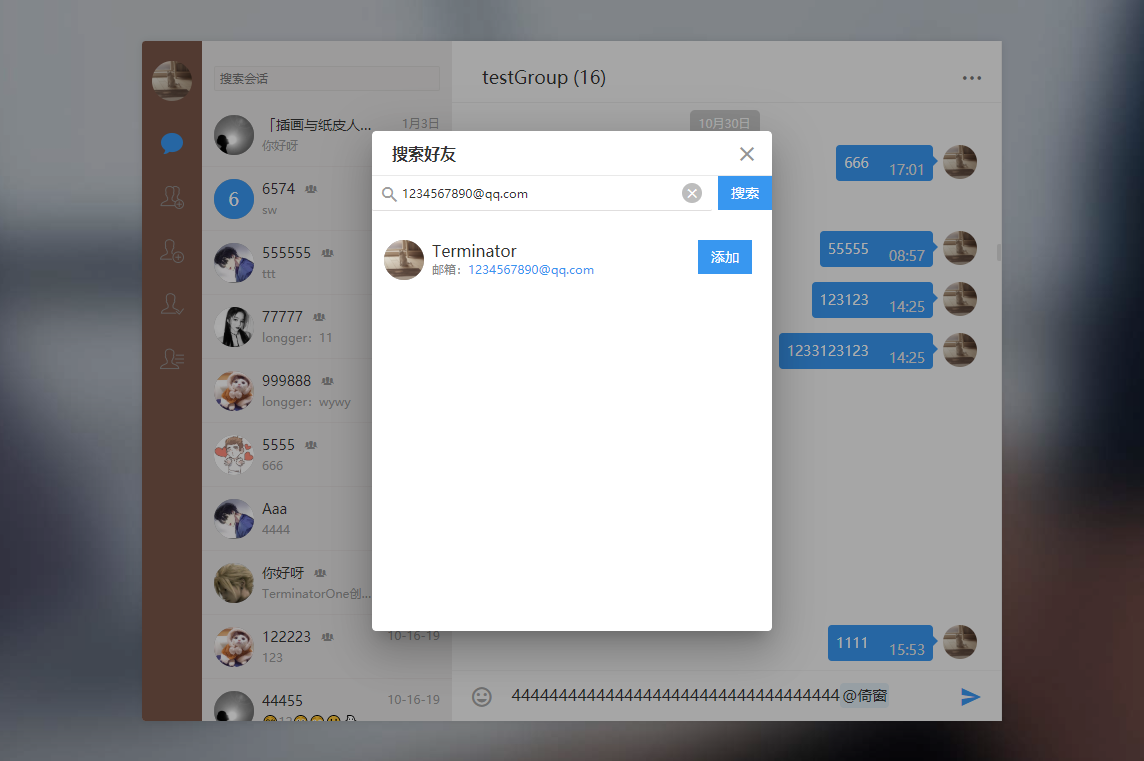 搜索会话
「插画与纸皮人...
1月3日
你好呀
6
6574
sw
555555
ttt
77777
longger：11
999888
longger：wywy
5555
666
Aaa
4444
你好呀
TerminatorOne创...
122223
10-16-19
123
44455
10-16-19
testGroup (16)
10月30日
666 17:01
55555 08:57
123123 14:25
1233123123 14:25
1111 15:53
@倚窗
搜索好友
1234567890@qq.com
搜索
Terminator
邮箱：1234567890@qq.com
添加